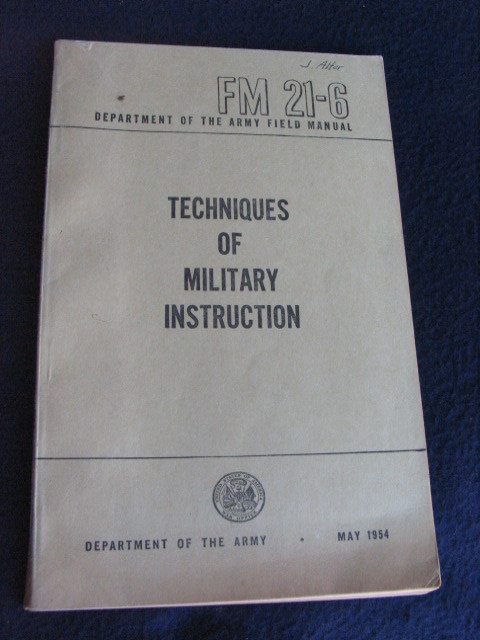 J. Alfor
FM 21-6
DEPARTMENT OF THE ARMY FIELD MANUAL
TECHNIQUES
OF
MILITARY
INSTRUCTION
DEPARTMENT OF THE ARMY • MAY 1954